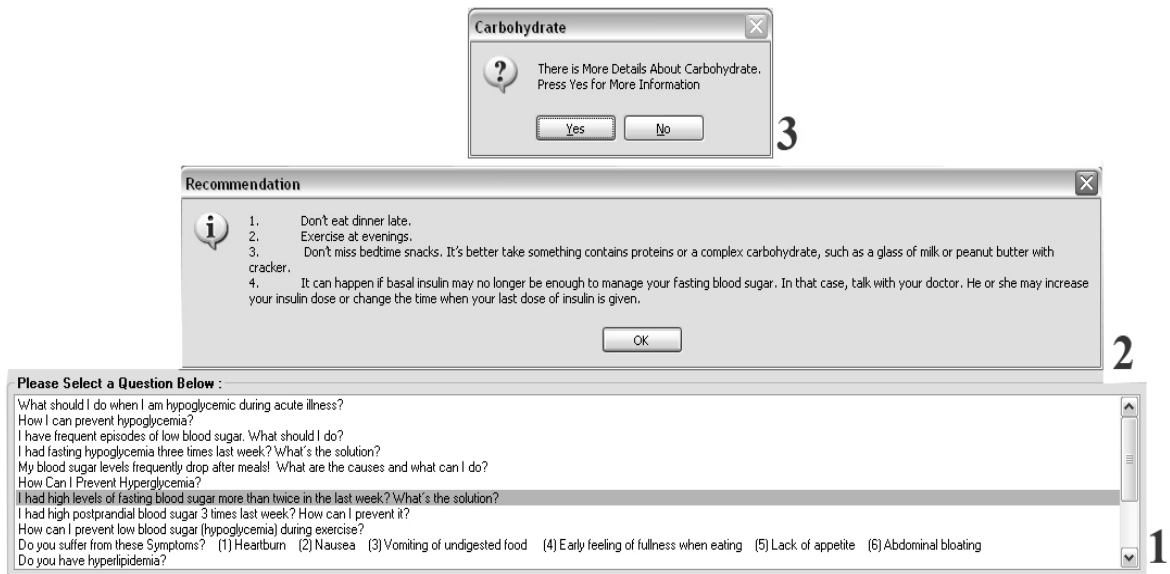 Carbohydrate
There is More Details About Carbohydrate.
Press Yes for More Information
Yes No
3
Recommendation
1. Don't eat dinner late.
2. Exercise at evenings.
3. Don't miss bedtime snacks. It's better take something contains proteins or a complex carbohydrate, such as a glass of milk or peanut butter with
cracker.
4. It can happen if basal insulin may no longer be enough to manage your fasting blood sugar. In that case, talk with your doctor. He or she may increase
your insulin dose or change the time when your last dose of insulin is given.
OK
2
Please Select a Question Below :
What should I do when I am hypoglycemic during acute illness?
How I can prevent hypoglycemia?
I have frequent episodes of low blood sugar. What should I do?
I had fasting hypoglycemia three times last week? What's the solution?
My blood sugar levels frequently drop after meals! What are the causes and what can I do?
How Can I Prevent Hyperglycemia?
I had high levels of fasting blood sugar more than twice in the last week? What's the solution?
I had high postprandial blood sugar 3 times last week? How can I prevent it?
How can I prevent low blood sugar (hypoglycemia) during exercise?
Do you suffer from these Symptoms? (1) Heartburn (2) Nausea (3) Vomiting of undigested food (4) Early feeling of fullness when eating (5) Lack of appetite (6) Abdominal bloating
Do you have hyperlipidemia?
1